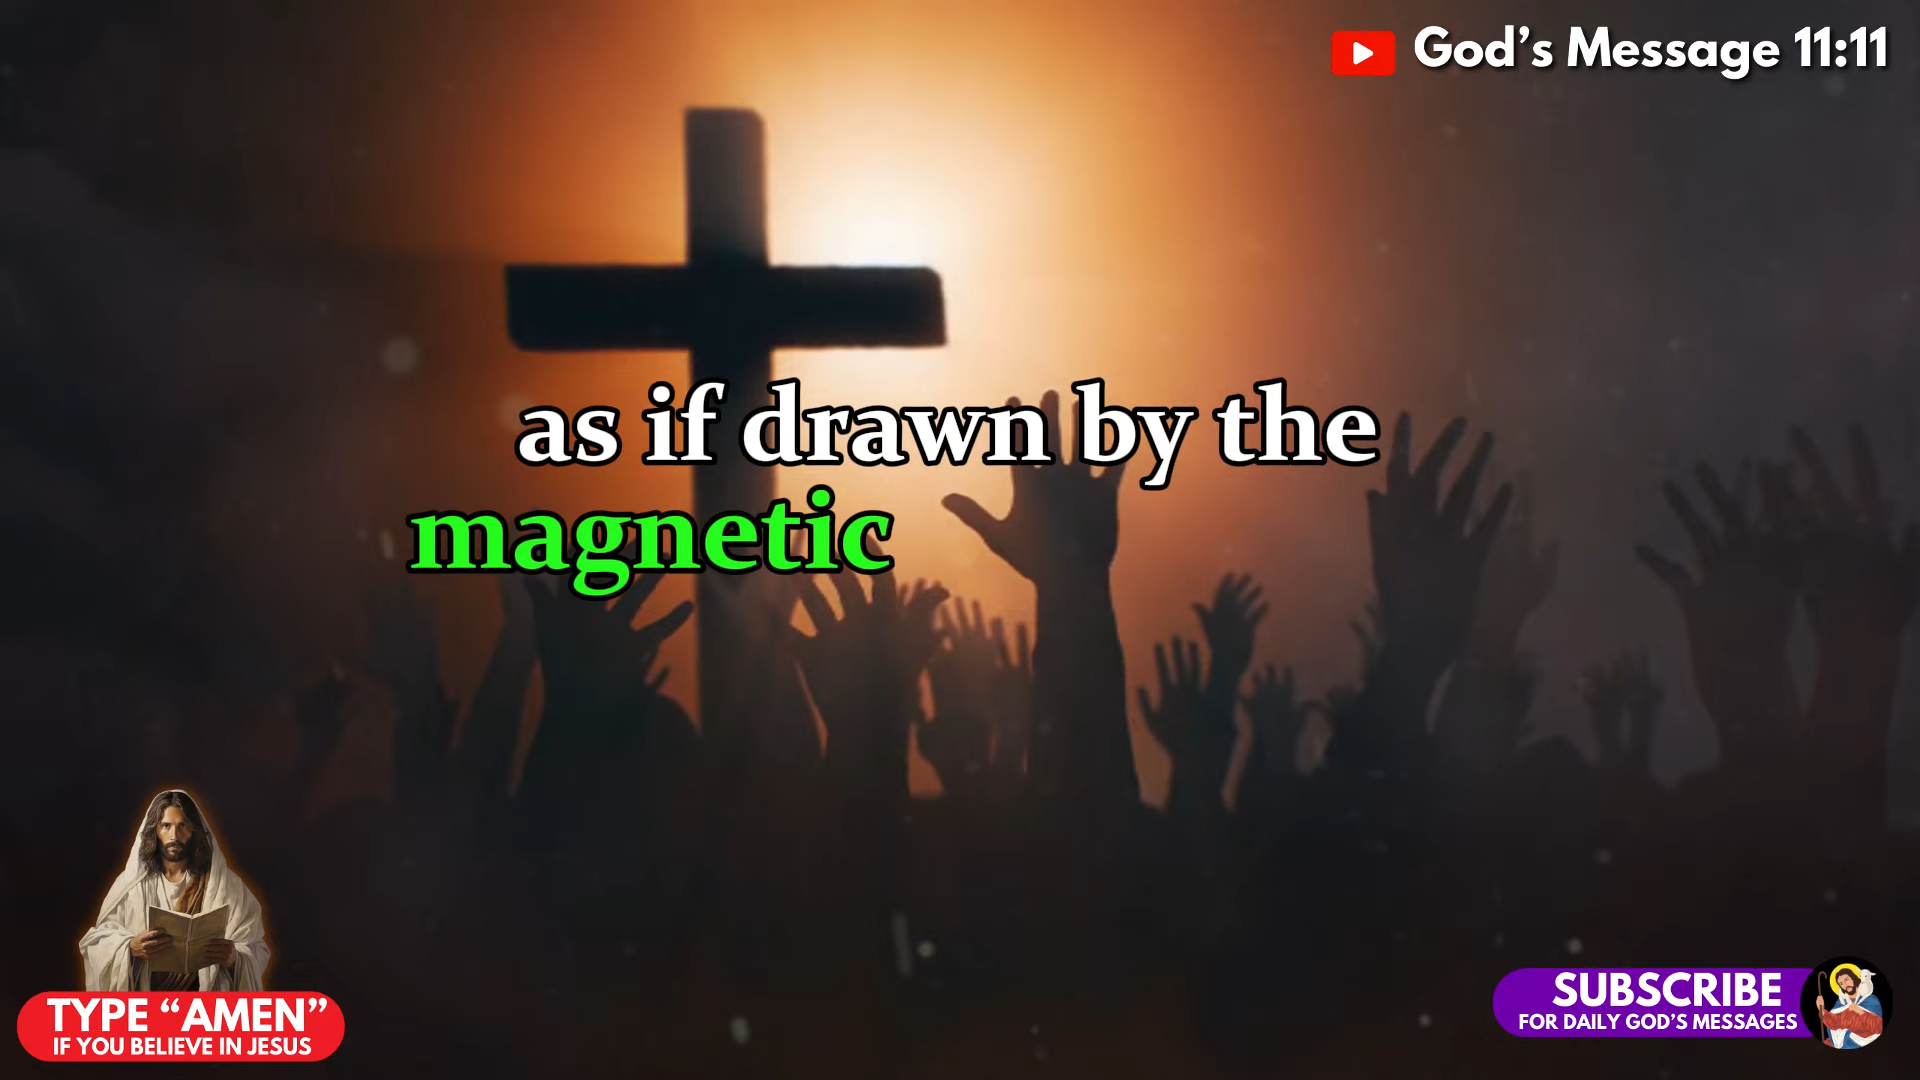 God’s Message 11:11
as if drawn by the
magnetic
TYPE “AMEN”
IF YOU BELIEVE IN JESUS
SUBSCRIBE
FOR DAILY GOD’S MESSAGES